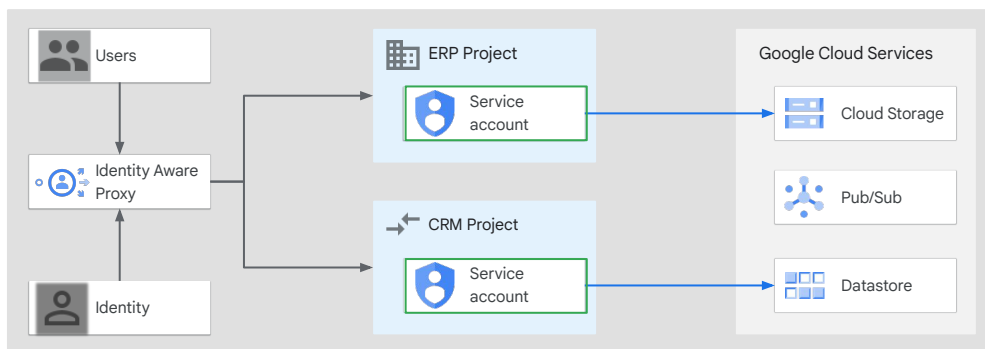 Users
Identity Aware
Proxy
Identity
ERP Project
Service
account
CRM Project
Service
account
Google Cloud Services
Cloud Storage
Pub/Sub
Datastore